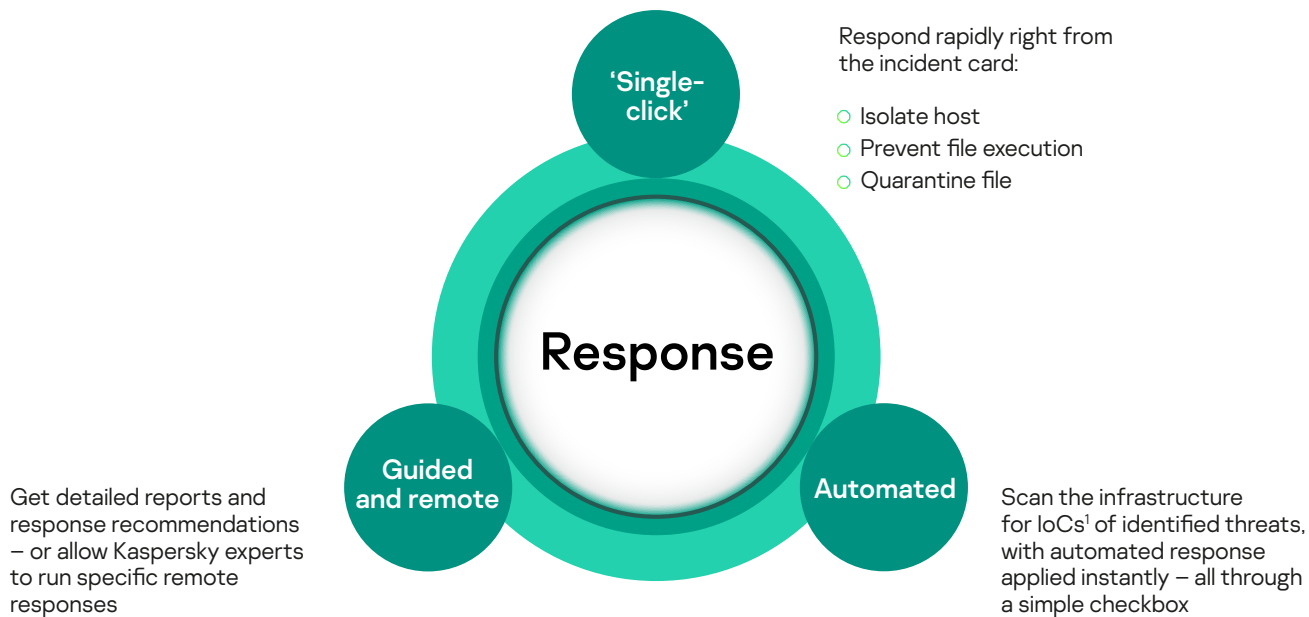 ‘Single-
click’
Respond rapidly right from
the incident card:
Isolate host
Prevent file execution
Quarantine file
Response
Guided
and remote
Get detailed reports and
response recommendations
– or allow Kaspersky experts
to run specific remote
responses
Automated
Scan the infrastructure
for IoCs¹ of identified threats,
with automated response
applied instantly – all through
a simple checkbox